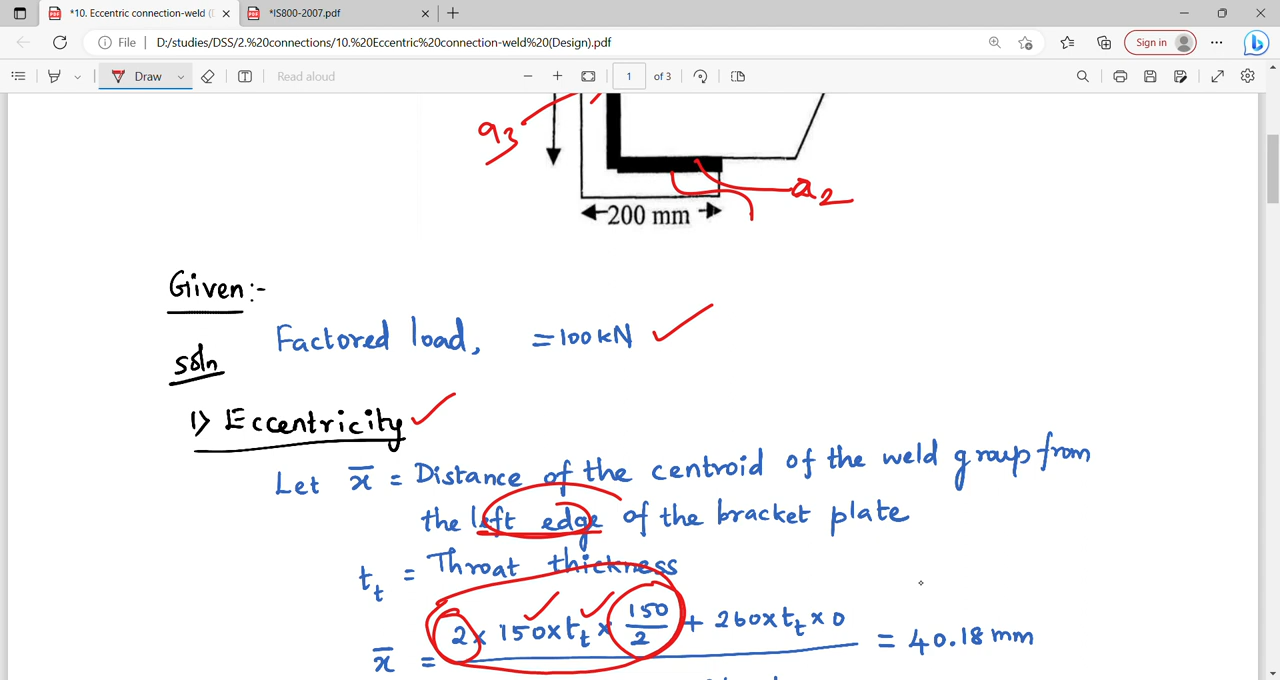 *10. Eccentric connection-weld (
*IS800-2007.pdf
File
D:/studies/DSS/2.%20connections/10.%20Eccentric%20connection-weld%20(Design).pdf
Sign in
Draw
Read aloud
1 of 3
a3
a2
200 mm
Given:-
Factored load, = 100 kN
Soln
1) Eccentricity
Let x̄ = Distance of the centroid of the weld group from
the left edge of the bracket plate
tt = Throat thickness
x̄ = 2 × 150 × tt × 150/2 + 260 × tt × 0 = 40.18 mm